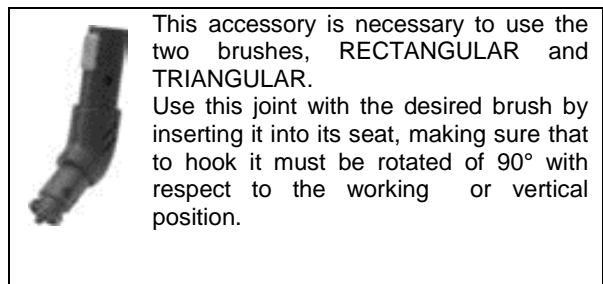 This accessory is necessary to use the
two brushes, RECTANGULAR and
TRIANGULAR.
Use this joint with the desired brush by
inserting it into its seat, making sure that
to hook it must be rotated of 90° with
respect to the working or vertical
position.